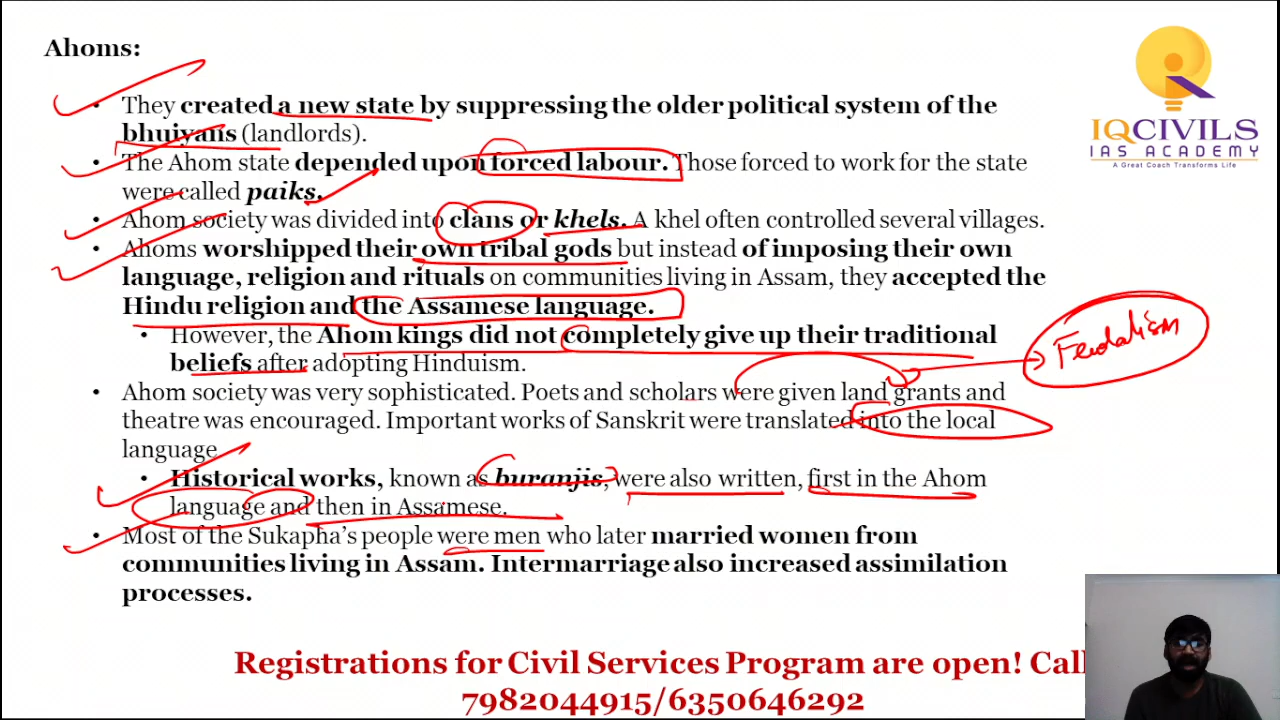 Ahoms:
• They created a new state by suppressing the older political system of the
bhuiyans (landlords).
• The Ahom state depended upon forced labour. Those forced to work for the state
were called paiks.
• Ahom society was divided into clans or khels. A khel often controlled several villages.
• Ahoms worshipped their own tribal gods but instead of imposing their own
language, religion and rituals on communities living in Assam, they accepted the
Hindu religion and the Assamese language.
• However, the Ahom kings did not completely give up their traditional
beliefs after adopting Hinduism.
Feudalism
• Ahom society was very sophisticated. Poets and scholars were given land grants and
theatre was encouraged. Important works of Sanskrit were translated into the local
language.
• Historical works, known as buranjis, were also written, first in the Ahom
language and then in Assamese.
• Most of the Sukapha's people were men who later married women from
communities living in Assam. Intermarriage also increased assimilation
processes.
IQCIVILS
IAS ACADEMY
A Great Coach Transforms Life
Registrations for Civil Services Program are open! Call
7982044915/6350646292